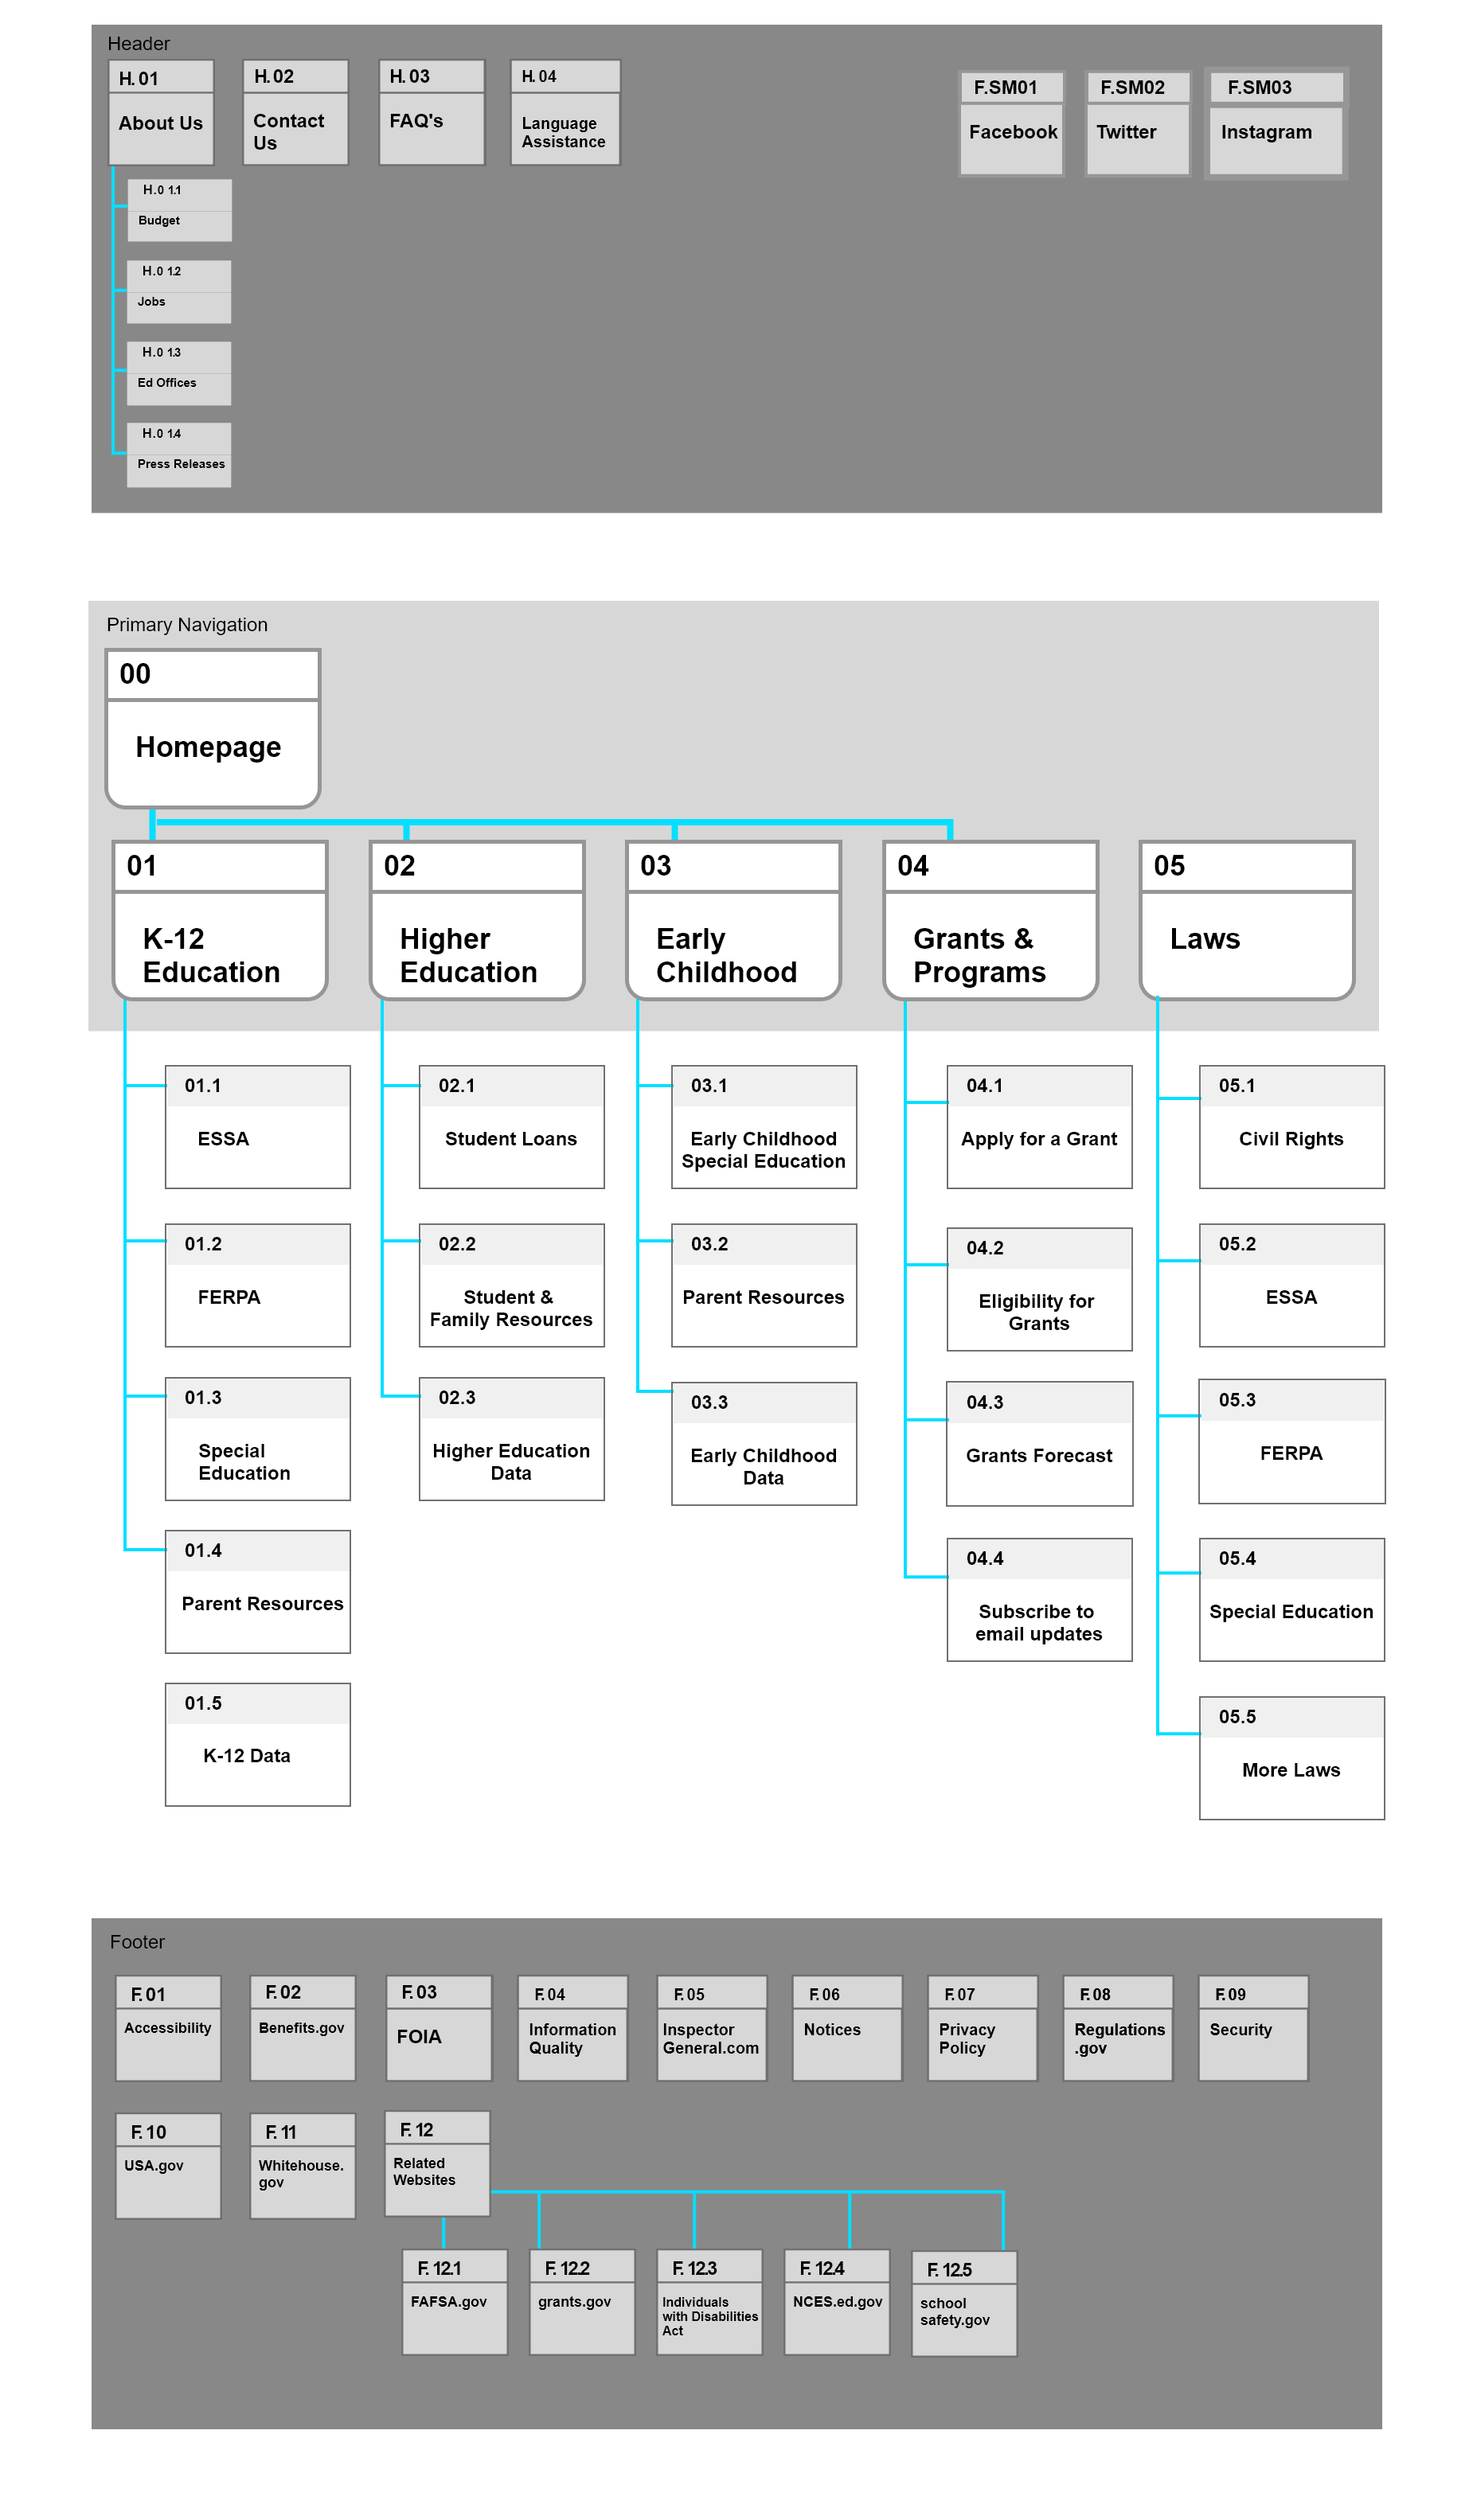 Header
H. 01
About Us
H. 02
Contact
Us
H. 03
FAQ's
H. 04
Language
Assistance
F.SM01
Facebook
F.SM02
Twitter
F.SM03
Instagram
H.0 1.1
Budget
H.0 1.2
Jobs
H.0 1.3
Ed Offices
H.0 1.4
Press Releases
Primary Navigation
00
Homepage
01
K-12
Education
02
Higher
Education
03
Early
Childhood
04
Grants &
Programs
05
Laws
01.1
ESSA
02.1
Student Loans
03.1
Early Childhood
Special Education
04.1
Apply for a Grant
05.1
Civil Rights
01.2
FERPA
02.2
Student &
Family Resources
03.2
Parent Resources
04.2
Eligibility for
Grants
05.2
ESSA
01.3
Special
Education
02.3
Higher Education
Data
03.3
Early Childhood
Data
04.3
Grants Forecast
05.3
FERPA
01.4
Parent Resources
04.4
Subscribe to
email updates
05.4
Special Education
01.5
K-12 Data
05.5
More Laws
Footer
F. 01
Accessibility
F. 02
Benefits.gov
F. 03
FOIA
F. 04
Information
Quality
F. 05
Inspector
General.com
F. 06
Notices
F. 07
Privacy
Policy
F. 08
Regulations
.gov
F. 09
Security
F. 10
USA.gov
F. 11
Whitehouse.
gov
F. 12
Related
Websites
F. 12.1
FAFSA.gov
F. 12.2
grants.gov
F. 12.3
Individuals
with Disabilities
Act
F. 12.4
NCES.ed.gov
F. 12.5
school
safety.gov